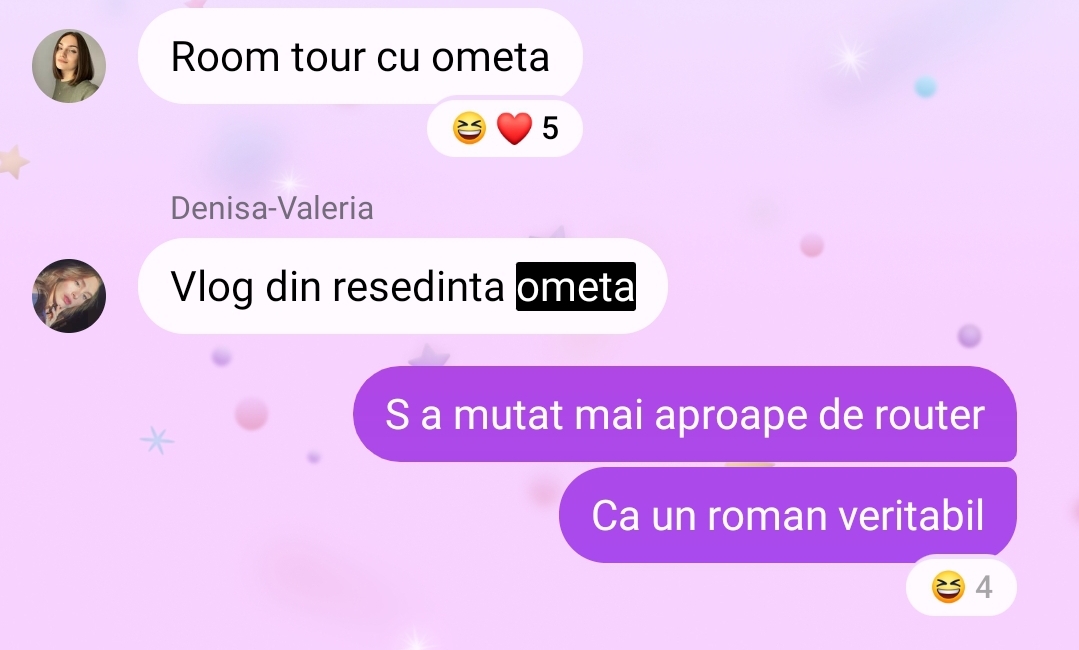 Room tour cu ometa
😆❤️ 5
Denisa-Valeria
Vlog din resedinta ometa
S a mutat mai aproape de router
Ca un roman veritabil
😆 4